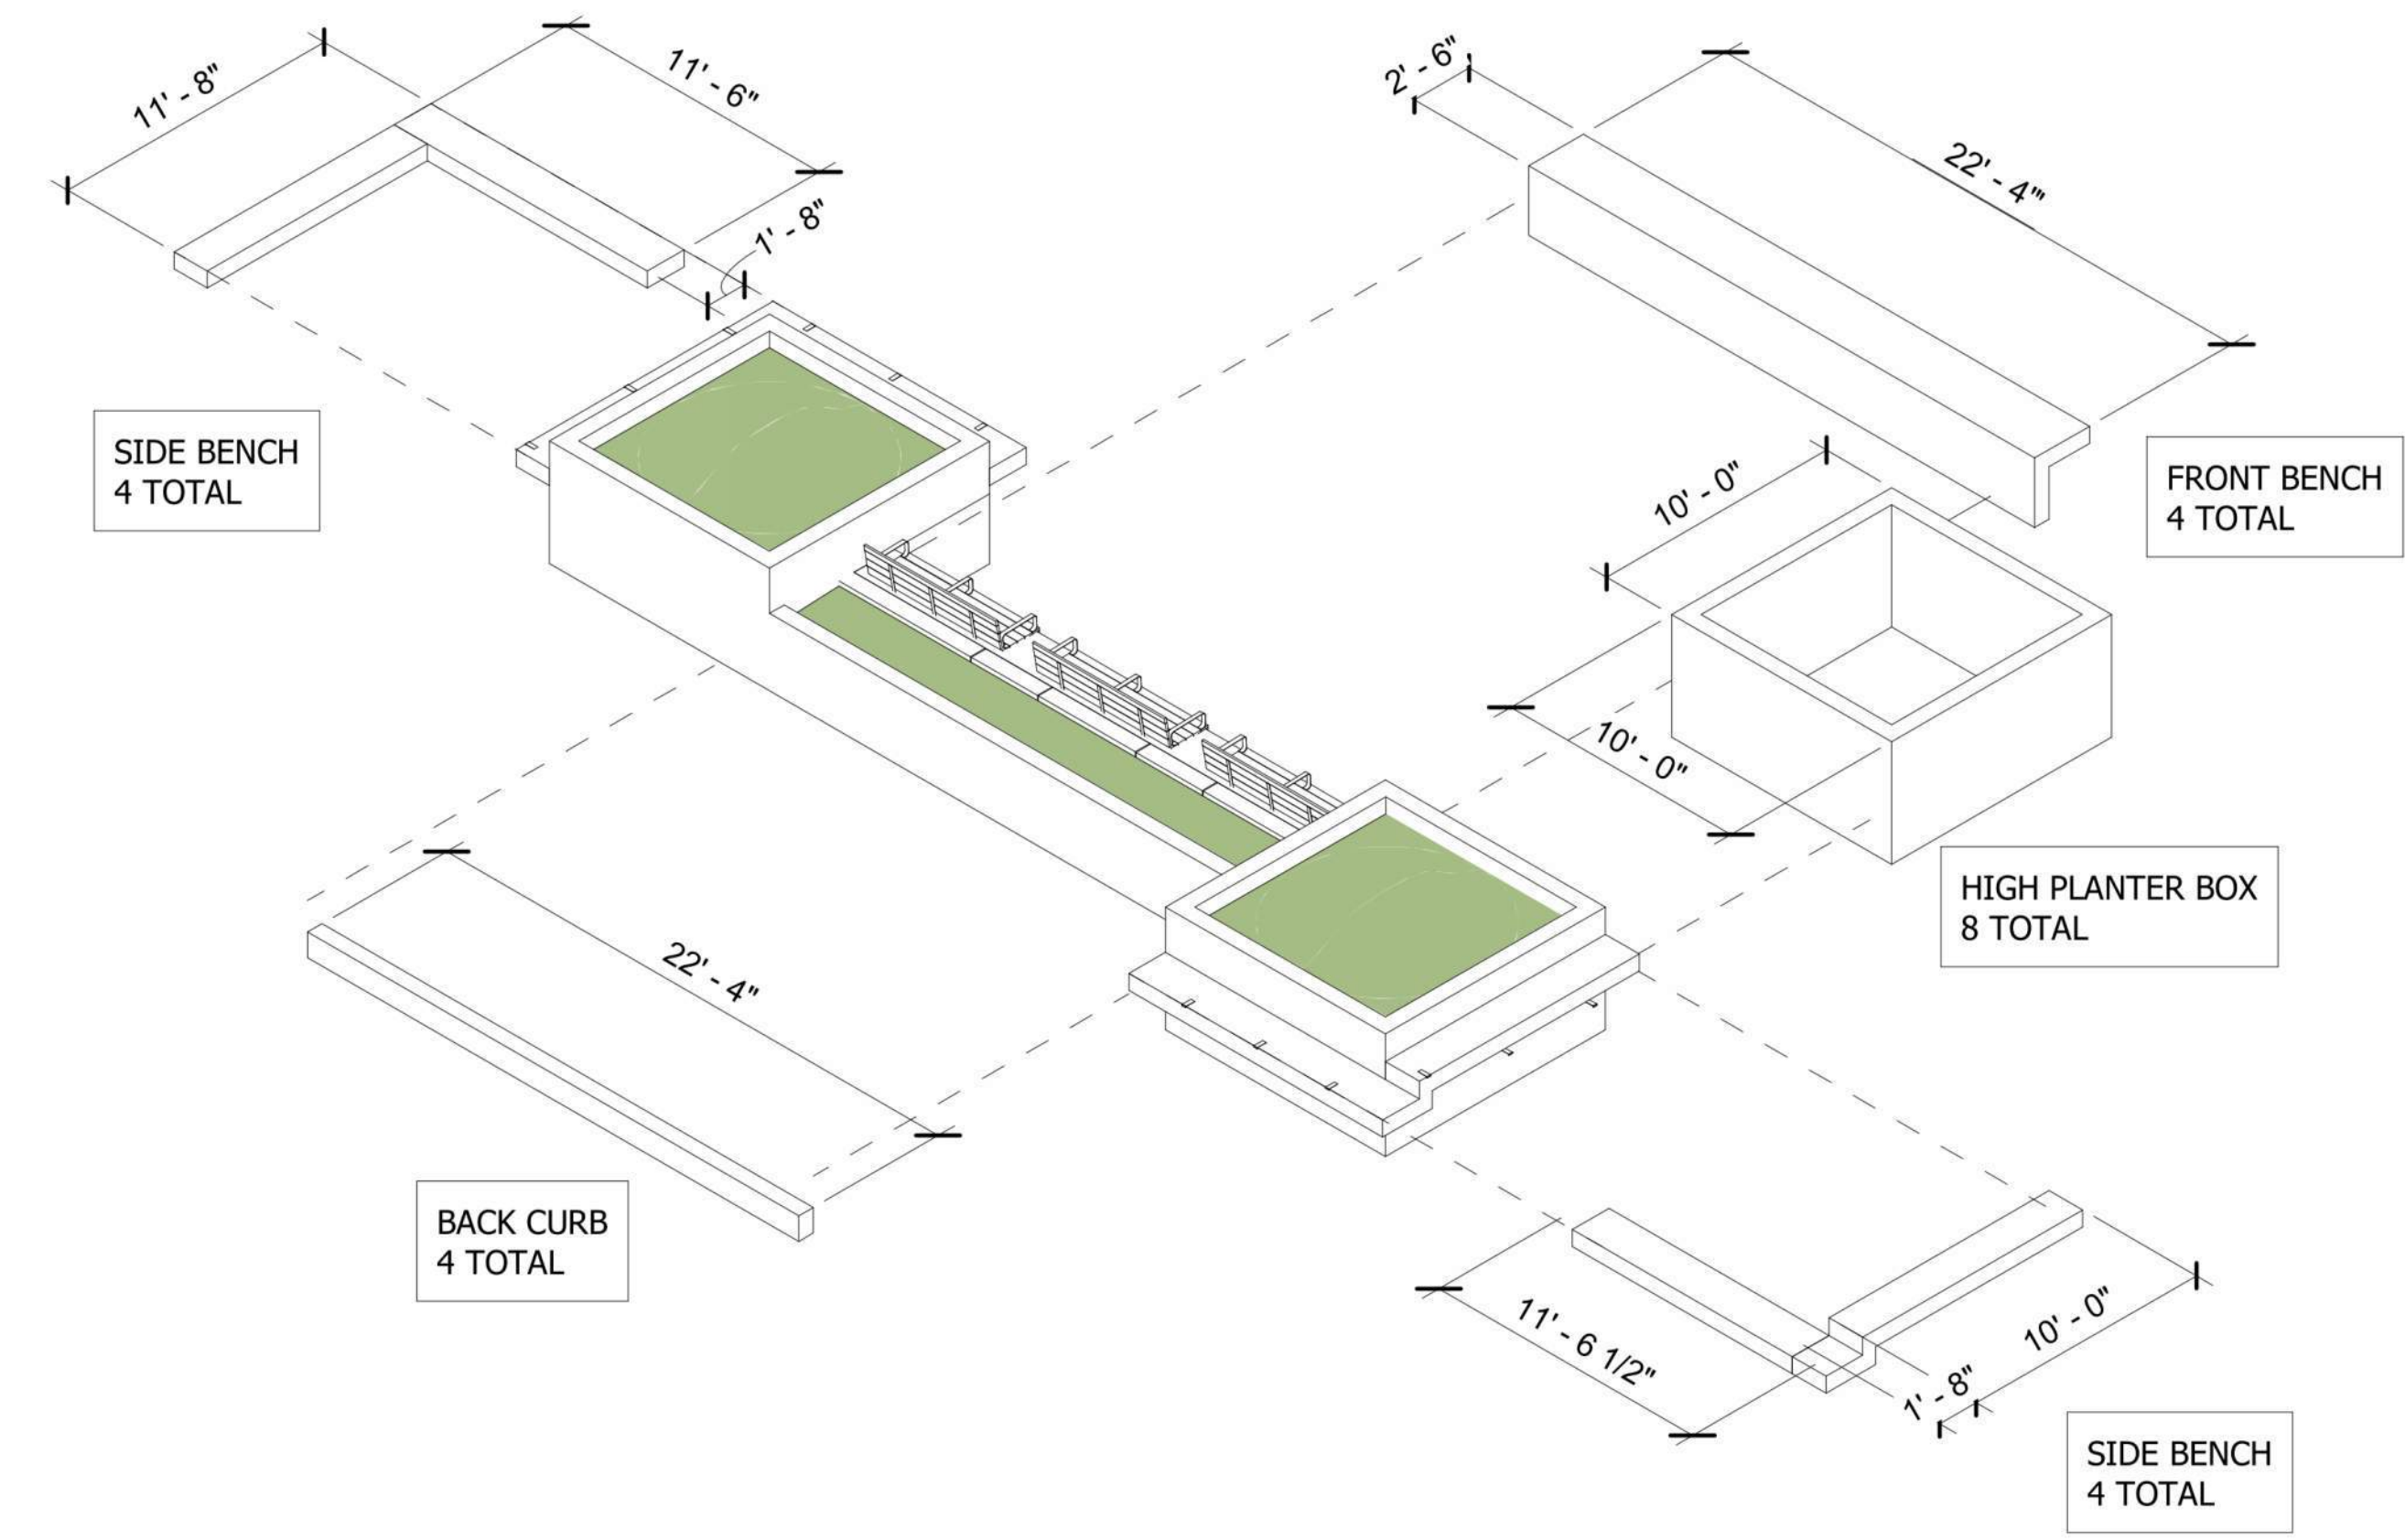 11' - 8"
11' - 6"
1' - 8"
SIDE BENCH
4 TOTAL
2' - 6"
22' - 4"'
FRONT BENCH
4 TOTAL
10' - 0"
10' - 0"
HIGH PLANTER BOX
8 TOTAL
22' - 4"
BACK CURB
4 TOTAL
11' - 6 1/2"
1' - 8"
10' - 0"
SIDE BENCH
4 TOTAL